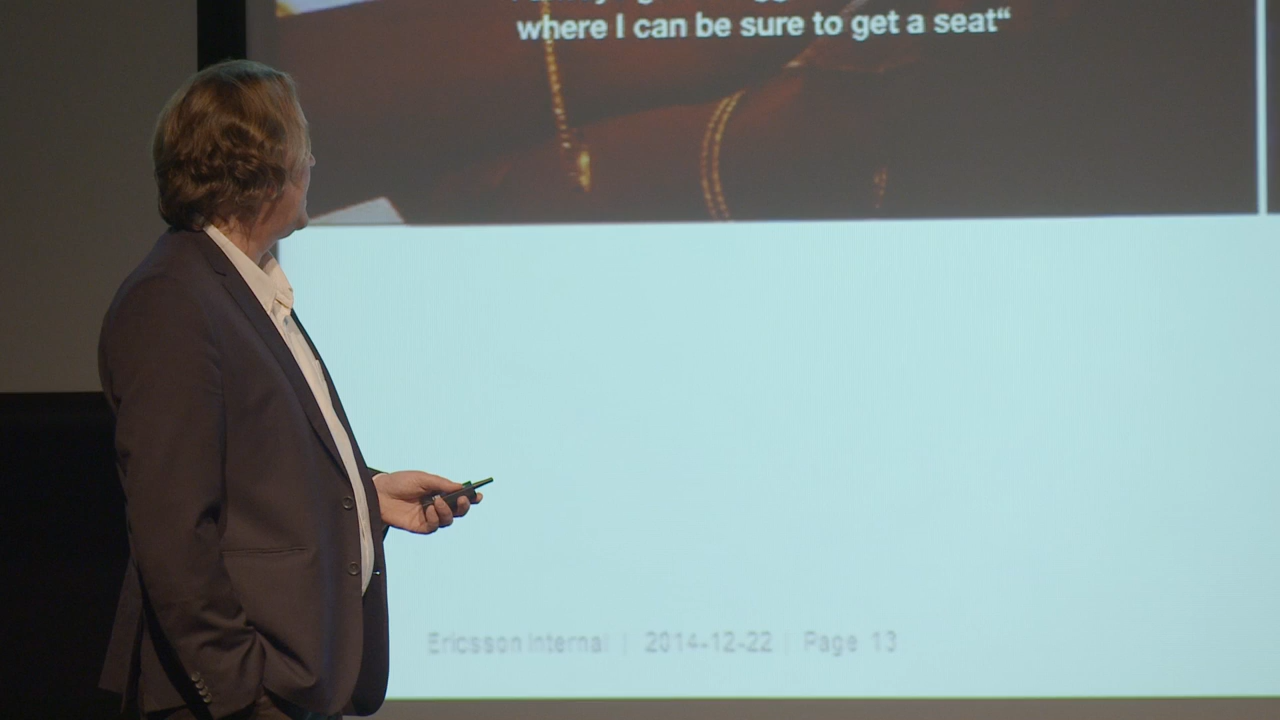 where I can be sure to get a seat“
Ericsson Internal | 2014-12-22 | Page 13